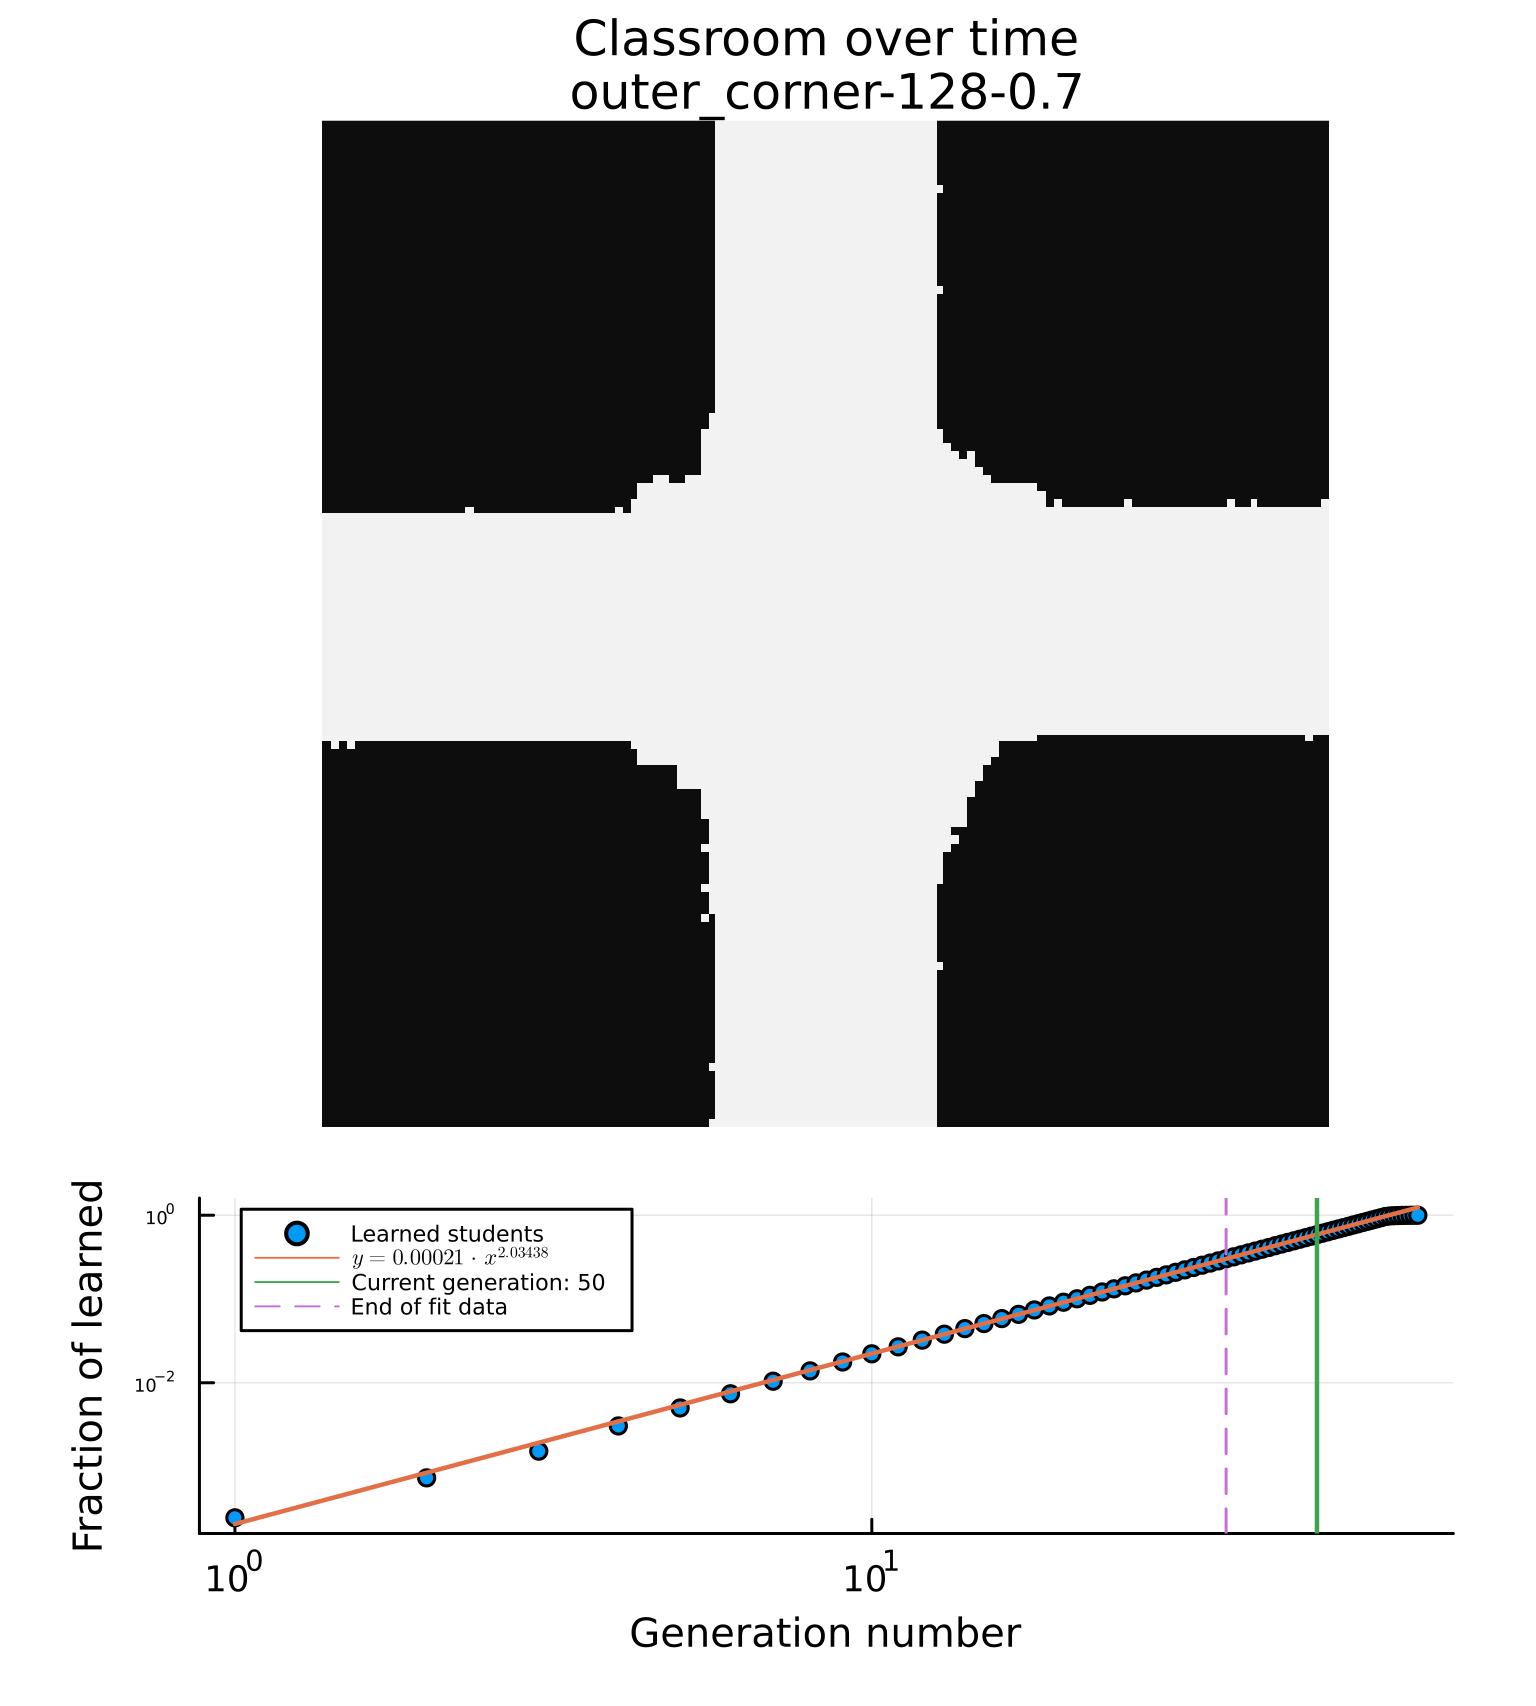 Classroom over time
outer_corner-128-0.7
Fraction of learned
10^0
10^-2
Learned students
y = 0.00021 · x^2.03438
Current generation: 50
End of fit data
10^0
10^1
Generation number